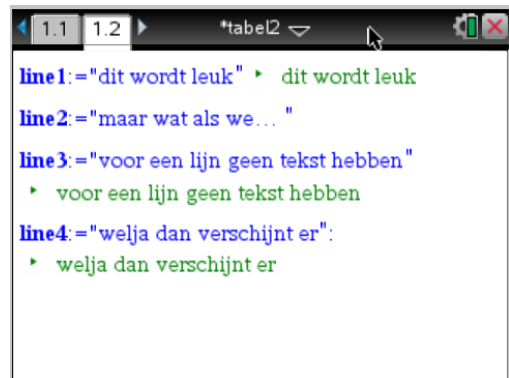 1.1 1.2 *tabel2
line1:="dit wordt leuk" ▸ dit wordt leuk
line2:="maar wat als we... "
line3:="voor een lijn geen tekst hebben"
▸ voor een lijn geen tekst hebben
line4:="welja dan verschijnt er":
▸ welja dan verschijnt er